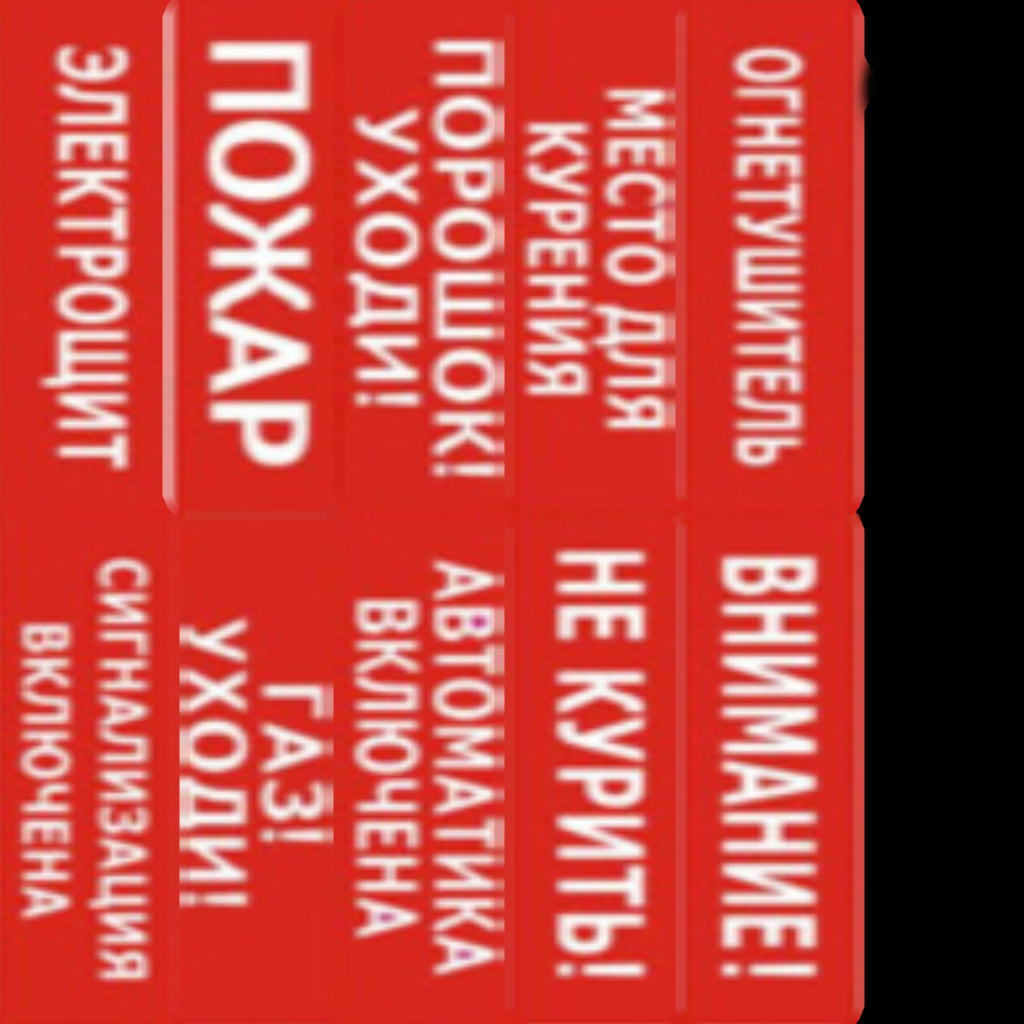 ОГНЕТУШИТЕЛЬ
МЕСТО ДЛЯ
КУРЕНИЯ
ПОРОШОК!
УХОДИ!
ПОЖАР
ЭЛЕКТРОЩИТ
ВНИМАНИЕ!
НЕ КУРИТЬ!
АВТОМАТИКА
ВКЛЮЧЕНА
ГАЗ!
УХОДИ!
СИГНАЛИЗАЦИЯ
ВКЛЮЧЕНА